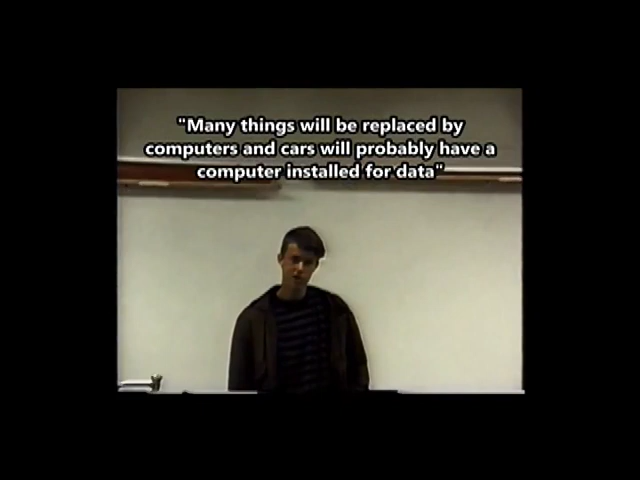 "Many things will be replaced by
computers and cars will probably have a
computer installed for data"